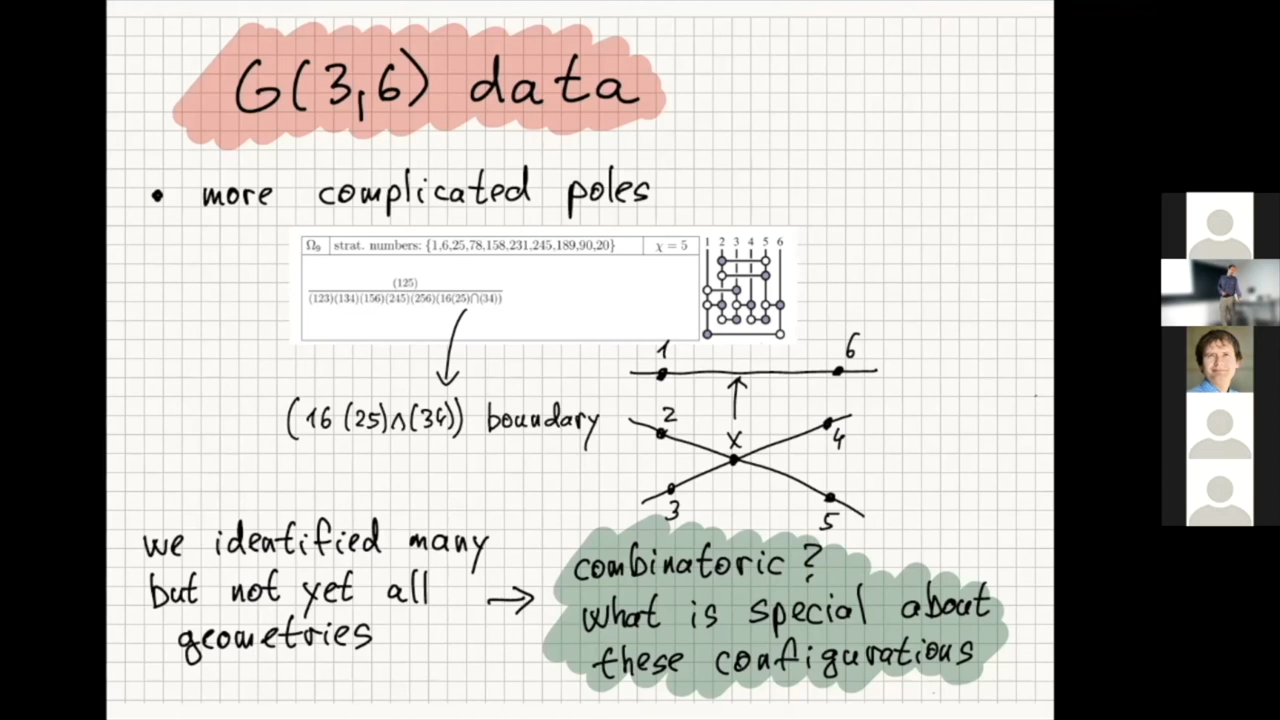 G(3,6) data
• more complicated poles
Ω₉ strat. numbers: {1,6,25,78,158,231,245,189,90,20} χ = 5
1 2 3 4 5 6
(125)
(123)(134)(156)(245)(256)(16(25)⋂(34))
1 6
(16 (25)∩(34)) boundary
2 x 4
3 5
we identified many
but not yet all
geometries
→ combinatoric?
what is special about
these configurations